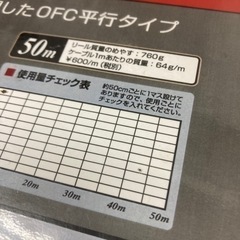 したOFC平行タイプ
50m
リール質量のめやす：760g
ケーブル1mあたりの質量：64g/m
¥600/m（税別）
使用量チェック表
約50cmごとに1マス設けて
ありますので、使用ごとに
チェックを入れてください。
20m 30m 40m 50m